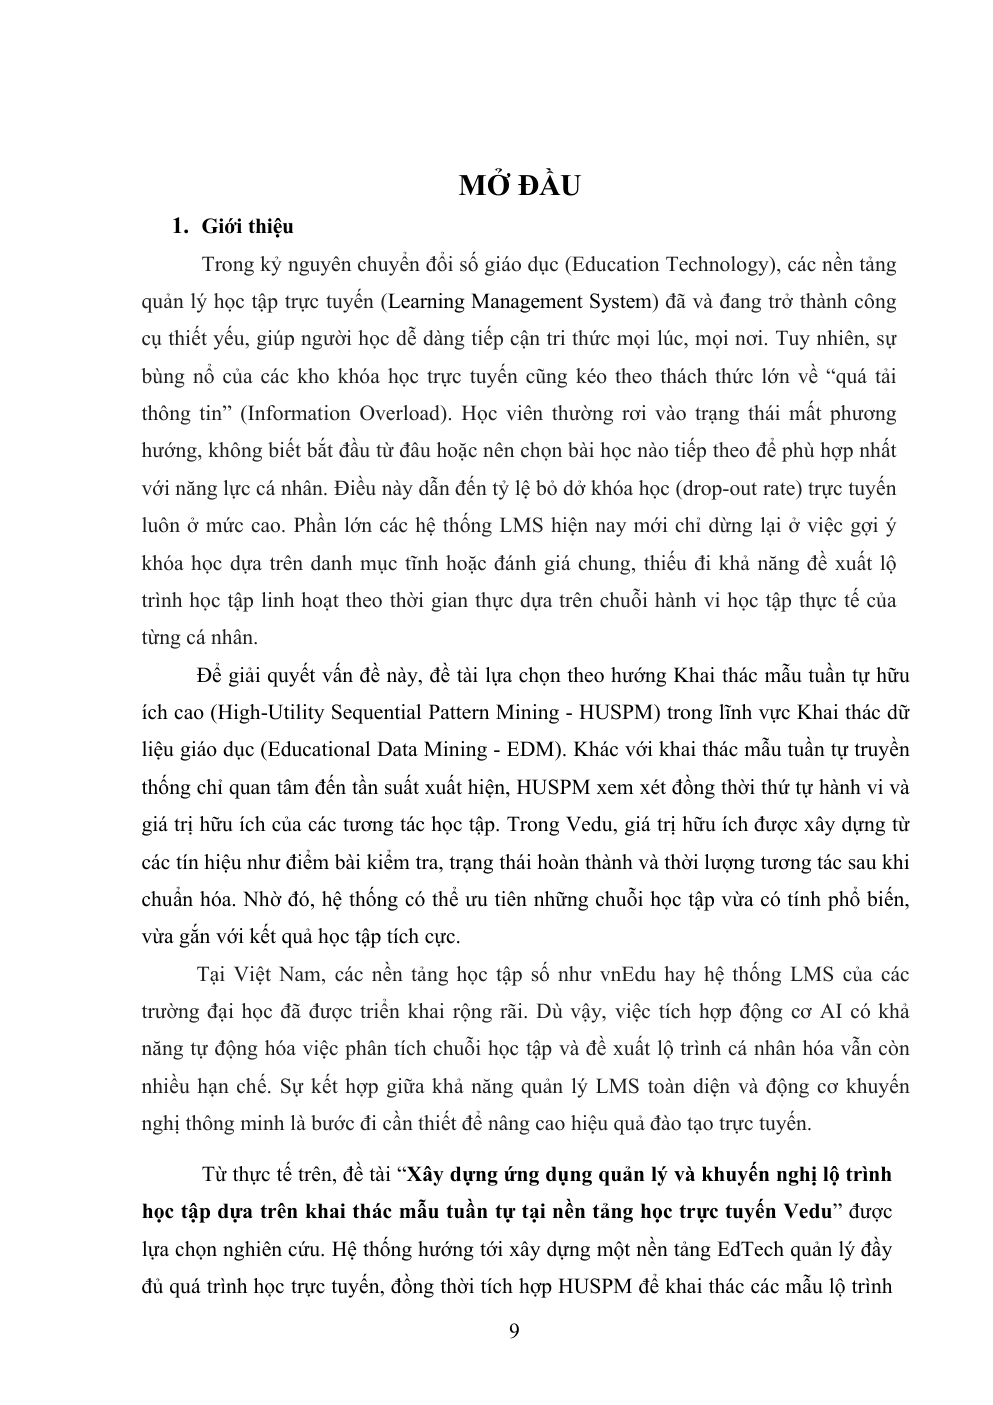 MỞ ĐẦU
1. Giới thiệu
Trong kỷ nguyên chuyển đổi số giáo dục (Education Technology), các nền tảng
quản lý học tập trực tuyến (Learning Management System) đã và đang trở thành công
cụ thiết yếu, giúp người học dễ dàng tiếp cận tri thức mọi lúc, mọi nơi. Tuy nhiên, sự
bùng nổ của các kho khóa học trực tuyến cũng kéo theo thách thức lớn về “quá tải
thông tin” (Information Overload). Học viên thường rơi vào trạng thái mất phương
hướng, không biết bắt đầu từ đâu hoặc nên chọn bài học nào tiếp theo để phù hợp nhất
với năng lực cá nhân. Điều này dẫn đến tỷ lệ bỏ dở khóa học (drop-out rate) trực tuyến
luôn ở mức cao. Phần lớn các hệ thống LMS hiện nay mới chỉ dừng lại ở việc gợi ý
khóa học dựa trên danh mục tĩnh hoặc đánh giá chung, thiếu đi khả năng đề xuất lộ
trình học tập linh hoạt theo thời gian thực dựa trên chuỗi hành vi học tập thực tế của
từng cá nhân.
Để giải quyết vấn đề này, đề tài lựa chọn theo hướng Khai thác mẫu tuần tự hữu
ích cao (High-Utility Sequential Pattern Mining - HUSPM) trong lĩnh vực Khai thác dữ
liệu giáo dục (Educational Data Mining - EDM). Khác với khai thác mẫu tuần tự truyền
thống chỉ quan tâm đến tần suất xuất hiện, HUSPM xem xét đồng thời thứ tự hành vi và
giá trị hữu ích của các tương tác học tập. Trong Vedu, giá trị hữu ích được xây dựng từ
các tín hiệu như điểm bài kiểm tra, trạng thái hoàn thành và thời lượng tương tác sau khi
chuẩn hóa. Nhờ đó, hệ thống có thể ưu tiên những chuỗi học tập vừa có tính phổ biến,
vừa gắn với kết quả học tập tích cực.
Tại Việt Nam, các nền tảng học tập số như vnEdu hay hệ thống LMS của các
trường đại học đã được triển khai rộng rãi. Dù vậy, việc tích hợp động cơ AI có khả
năng tự động hóa việc phân tích chuỗi học tập và đề xuất lộ trình cá nhân hóa vẫn còn
nhiều hạn chế. Sự kết hợp giữa khả năng quản lý LMS toàn diện và động cơ khuyến
nghị thông minh là bước đi cần thiết để nâng cao hiệu quả đào tạo trực tuyến.
Từ thực tế trên, đề tài “Xây dựng ứng dụng quản lý và khuyến nghị lộ trình
học tập dựa trên khai thác mẫu tuần tự tại nền tảng học trực tuyến Vedu” được
lựa chọn nghiên cứu. Hệ thống hướng tới xây dựng một nền tảng EdTech quản lý đầy
đủ quá trình học trực tuyến, đồng thời tích hợp HUSPM để khai thác các mẫu lộ trình
9